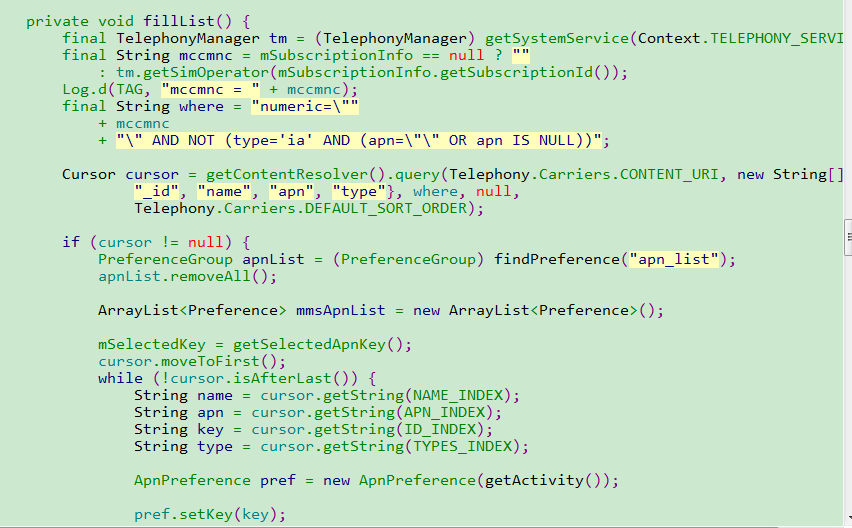 private void fillList() {
final TelephonyManager tm = (TelephonyManager) getSystemService(Context.TELEPHONY_SERVI
final String mccmnc = mSubscriptionInfo == null ? ""
: tm.getSimOperator(mSubscriptionInfo.getSubscriptionId());
Log.d(TAG, "mccmnc = " + mccmnc);
final String where = "numeric=\""
+ mccmnc
+ "\" AND NOT (type='ia' AND (apn=\"\" OR apn IS NULL))";
Cursor cursor = getContentResolver().query(Telephony.Carriers.CONTENT_URI, new String[]
"_id", "name", "apn", "type"}, where, null,
Telephony.Carriers.DEFAULT_SORT_ORDER);
if (cursor != null) {
PreferenceGroup apnList = (PreferenceGroup) findPreference("apn_list");
apnList.removeAll();
ArrayList<Preference> mmsApnList = new ArrayList<Preference>();
mSelectedKey = getSelectedApnKey();
cursor.moveToFirst();
while (!cursor.isAfterLast()) {
String name = cursor.getString(NAME_INDEX);
String apn = cursor.getString(APN_INDEX);
String key = cursor.getString(ID_INDEX);
String type = cursor.getString(TYPES_INDEX);
ApnPreference pref = new ApnPreference(getActivity());
pref.setKey(key);